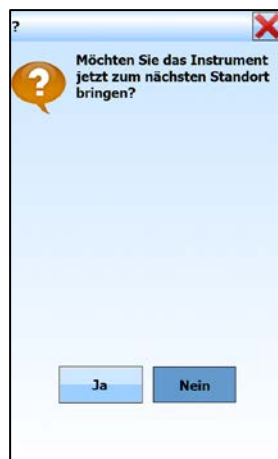 ?
Möchten Sie das Instrument
jetzt zum nächsten Standort
bringen?
Ja
Nein